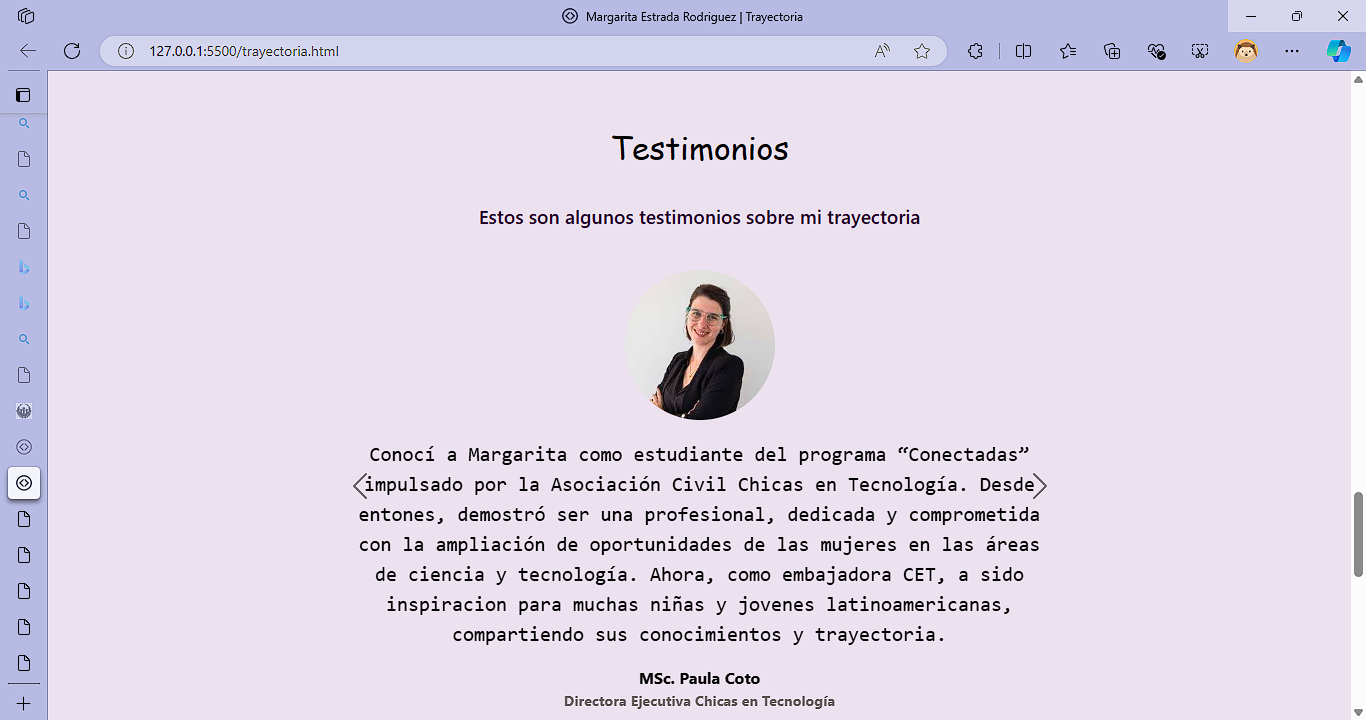 Margarita Estrada Rodriguez | Trayectoria
127.0.0.1:5500/trayectoria.html
Testimonios
Estos son algunos testimonios sobre mi trayectoria
Conocí a Margarita como estudiante del programa “Conectadas”
impulsado por la Asociación Civil Chicas en Tecnología. Desde
entones, demostró ser una profesional, dedicada y comprometida
con la ampliación de oportunidades de las mujeres en las áreas
de ciencia y tecnología. Ahora, como embajadora CET, a sido
inspiracion para muchas niñas y jovenes latinoamericanas,
compartiendo sus conocimientos y trayectoria.
MSc. Paula Coto
Directora Ejecutiva Chicas en Tecnología